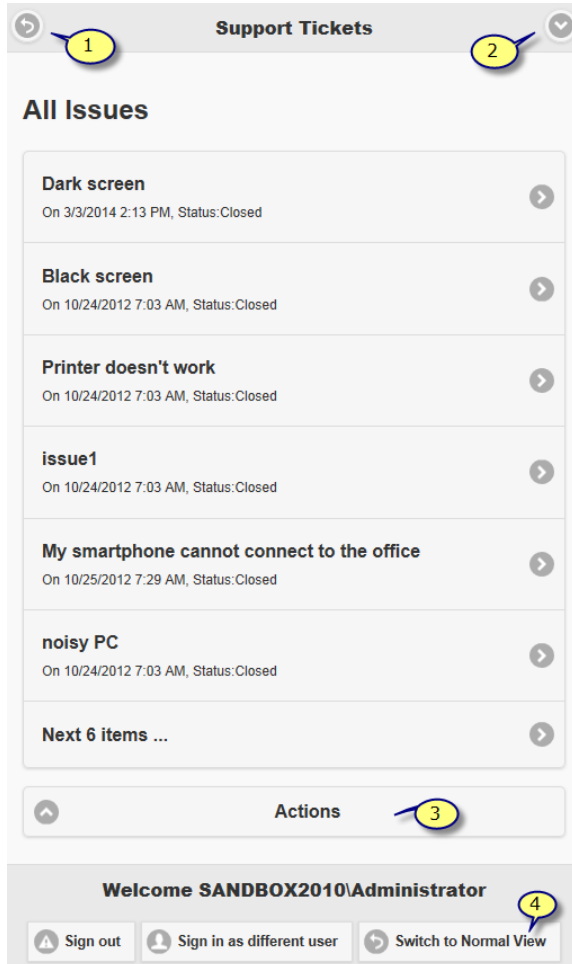 Support Tickets
1
2
All Issues
Dark screen
On 3/3/2014 2:13 PM, Status:Closed
Black screen
On 10/24/2012 7:03 AM, Status:Closed
Printer doesn't work
On 10/24/2012 7:03 AM, Status:Closed
issue1
On 10/24/2012 7:03 AM, Status:Closed
My smartphone cannot connect to the office
On 10/25/2012 7:29 AM, Status:Closed
noisy PC
On 10/24/2012 7:03 AM, Status:Closed
Next 6 items ...
Actions 3
Welcome SANDBOX2010\Administrator
4
Sign out Sign in as different user Switch to Normal View